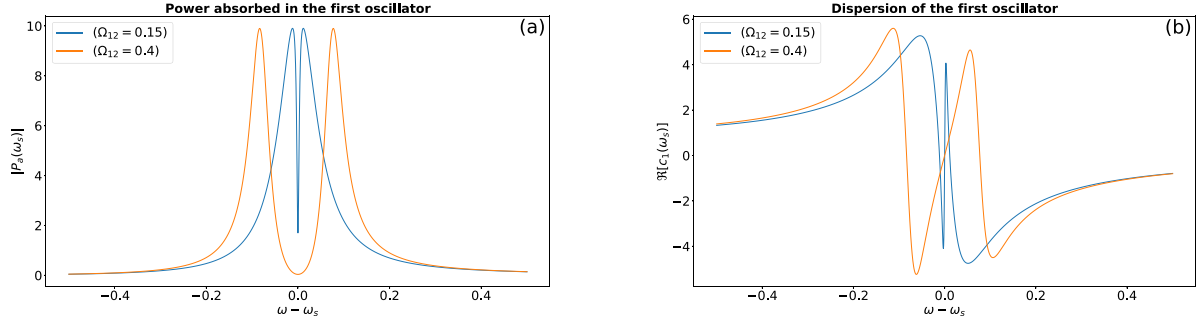 Power absorbed in the first oscillator
(a)
(Ω12 = 0.15)
(Ω12 = 0.4)
|Pa(ωs)|
10
8
6
4
2
0
−0.4 −0.2 0.0 0.2 0.4
ω − ωs
Dispersion of the first oscillator
(b)
(Ω12 = 0.15)
(Ω12 = 0.4)
ℜ[c1(ωs)]
6
4
2
0
−2
−4
−0.4 −0.2 0.0 0.2 0.4
ω − ωs